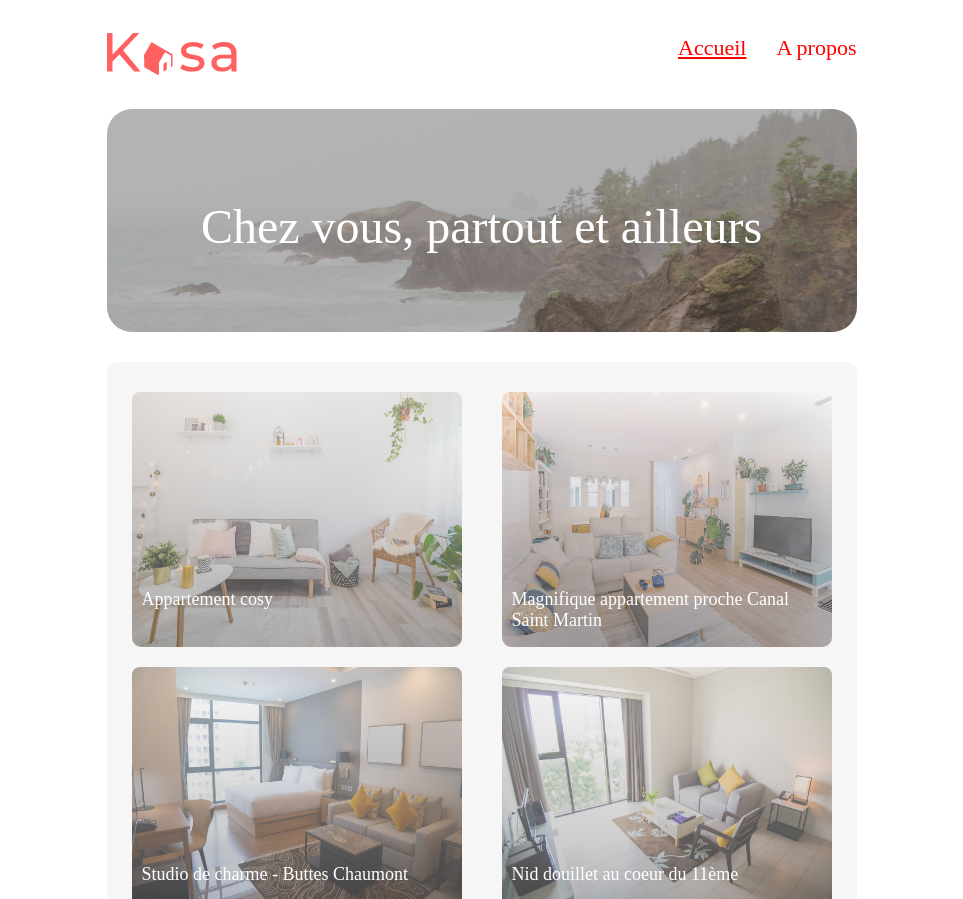 Kasa
Accueil
A propos
Chez vous, partout et ailleurs
Appartement cosy
Magnifique appartement proche Canal
Saint Martin
Studio de charme - Buttes Chaumont
Nid douillet au coeur du 11ème